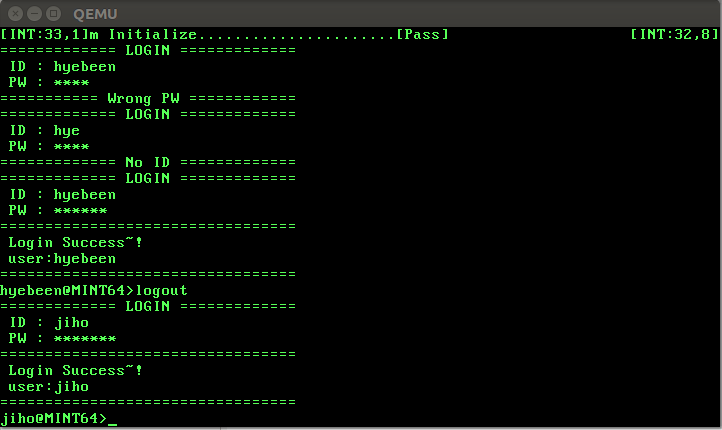 QEMU
[INT:33,1]m Initialize......................[Pass] [INT:32,8]
============= LOGIN =============
ID : hyebeen
PW : ****
=========== Wrong PW ============
============= LOGIN =============
ID : hye
PW : ****
============= No ID =============
============= LOGIN =============
ID : hyebeen
PW : ******
=================================
Login Success~!
user:hyebeen
=================================
hyebeen@MINT64>logout
============= LOGIN =============
ID : jiho
PW : *******
=================================
Login Success~!
user:jiho
=================================
jiho@MINT64>_